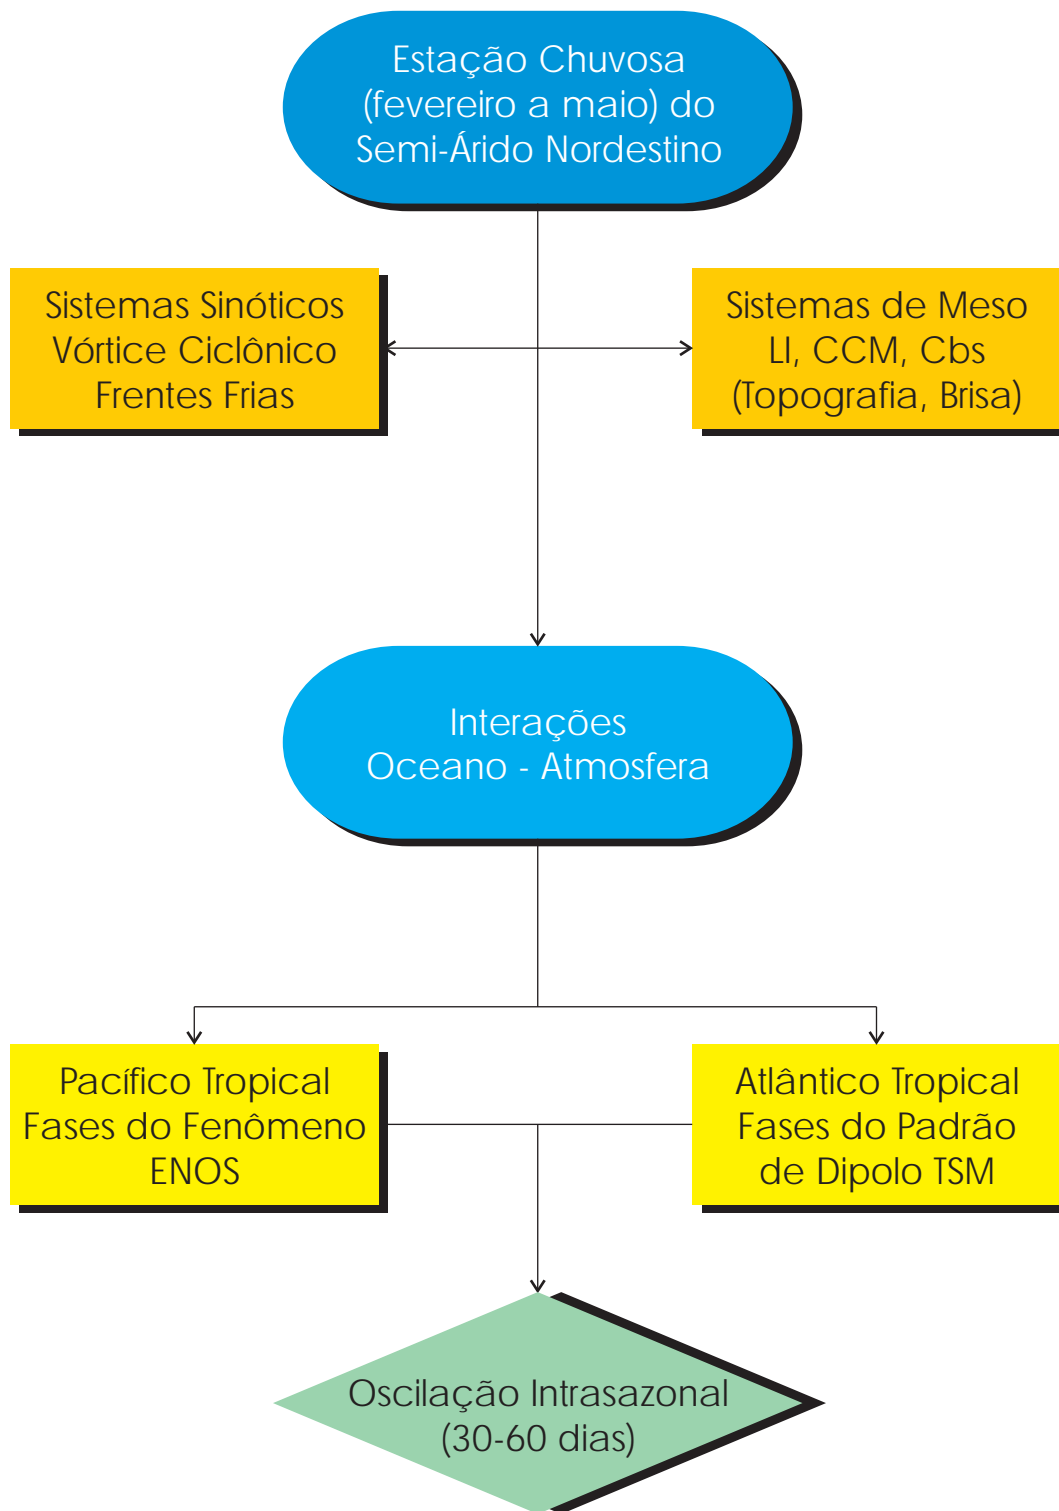 Estação Chuvosa
(fevereiro a maio) do
Semi-Árido Nordestino
Sistemas Sinóticos
Vórtice Ciclônico
Frentes Frias
Sistemas de Meso
LI, CCM, Cbs
(Topografia, Brisa)
Interações
Oceano - Atmosfera
Pacífico Tropical
Fases do Fenômeno
ENOS
Atlântico Tropical
Fases do Padrão
de Dipolo TSM
Oscilação Intrasazonal
(30-60 dias)